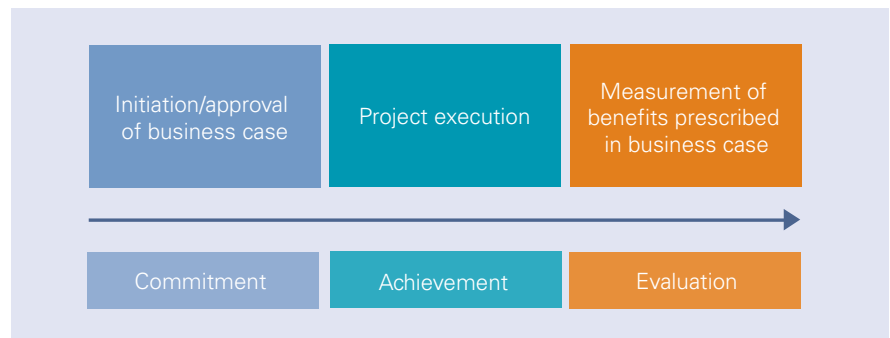 Initiation/approval
of business case
Project execution
Measurement of
benefits prescribed
in business case
Commitment
Achievement
Evaluation